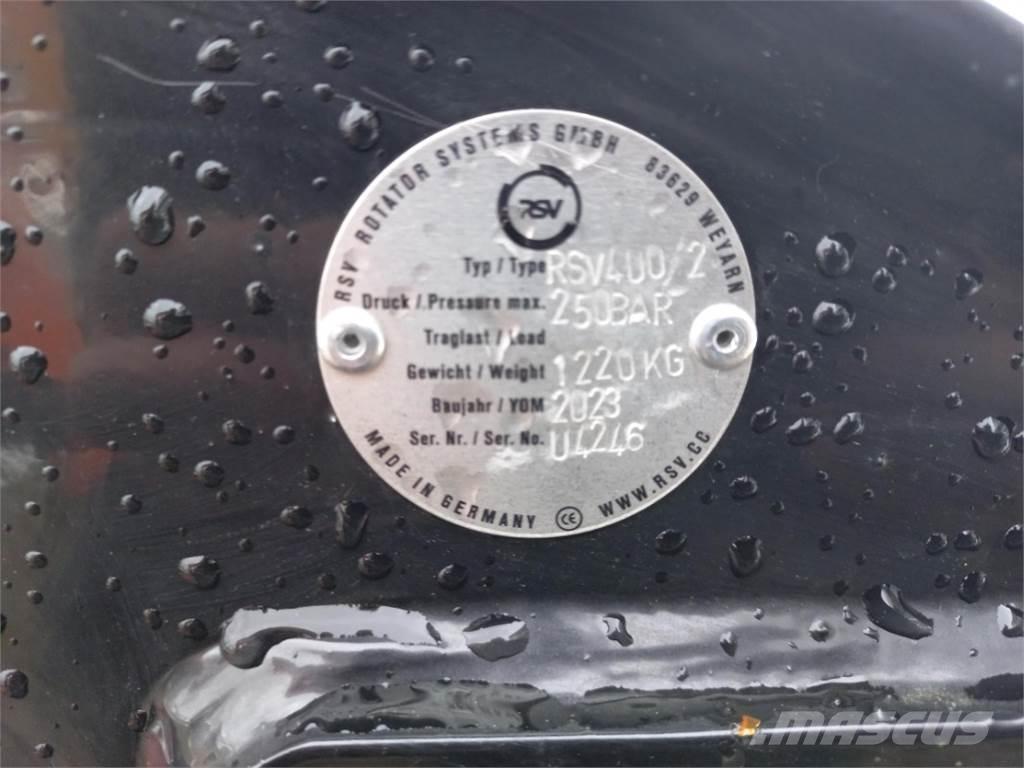 RSV ROTATOR SYSTEMS GMBH 83629 WEYARN
RSV
Typ / Type RSV400/2
Druck / Pressure max. 250BAR
Traglast / Load
Gewicht / Weight 1220KG
Baujahr / YOM 2023
Ser. Nr. / Ser. No. U4246
MADE IN GERMANY CE WWW.RSV.CC
MASCUS